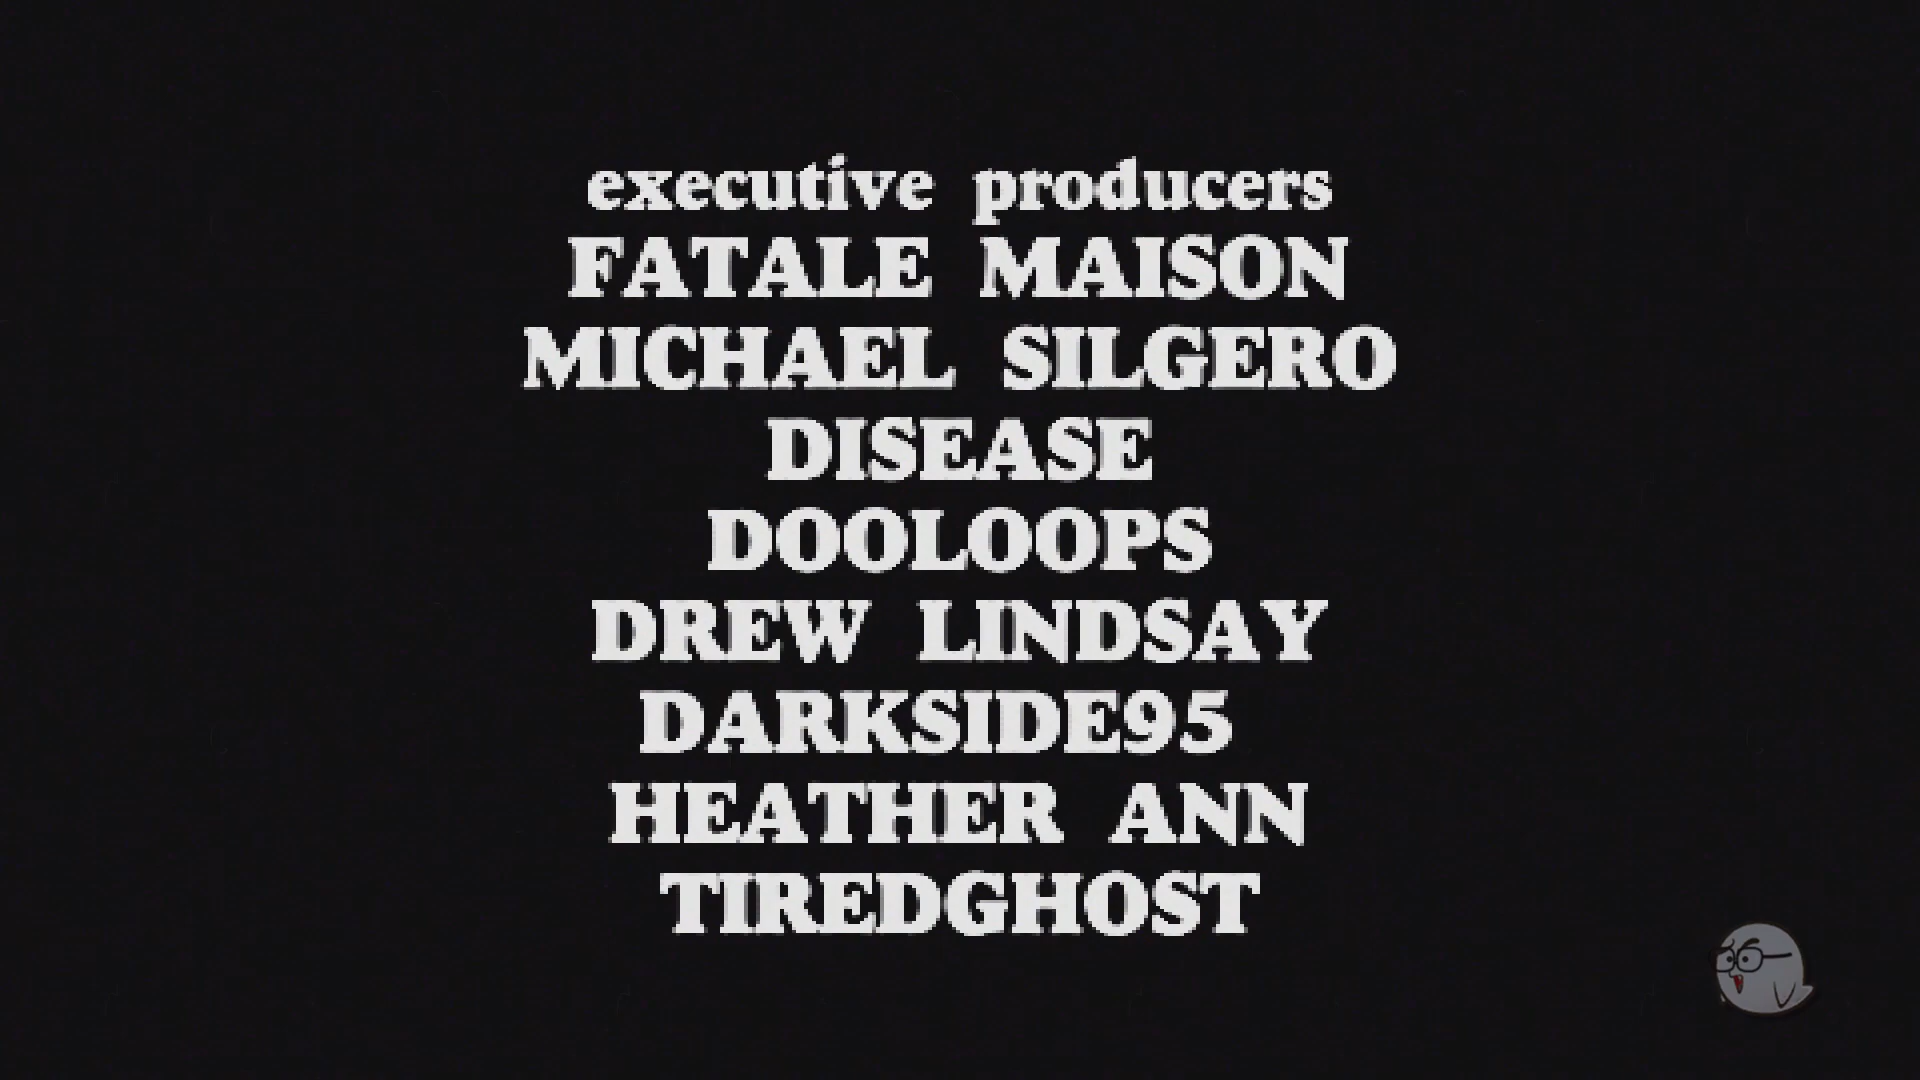 executive producers
FATALE MAISON
MICHAEL SILGERO
DISEASE
DOOLOOPS
DREW LINDSAY
DARKSIDE95
HEATHER ANN
TIREDGHOST